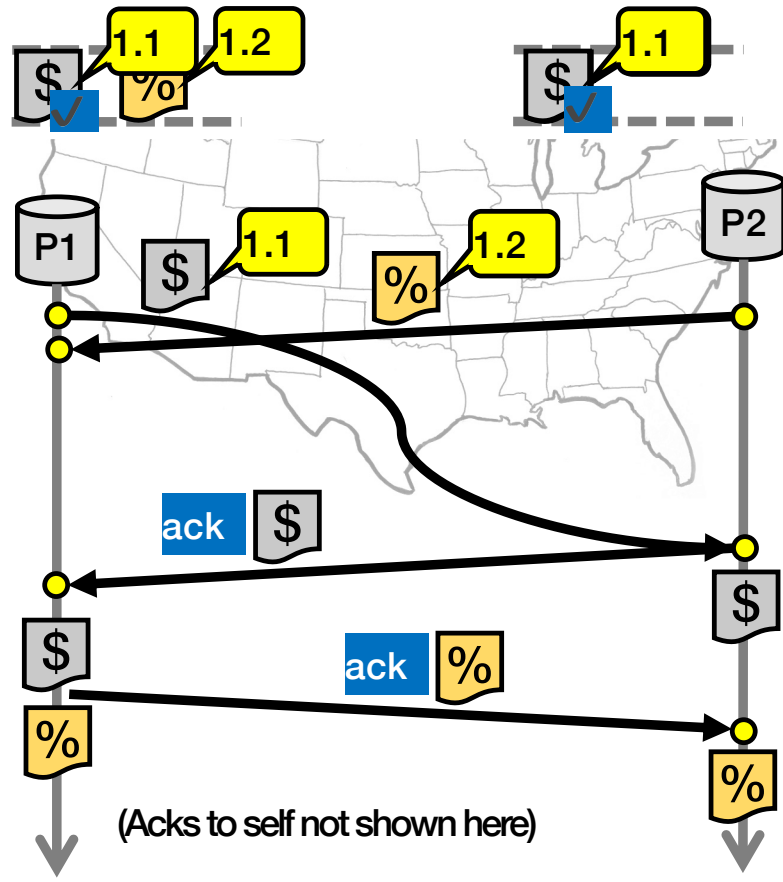 1.1 1.2 1.1
$ % $
P1 P2
1.1 1.2
$ %
ack $
$ $
ack %
% %
(Acks to self not shown here)